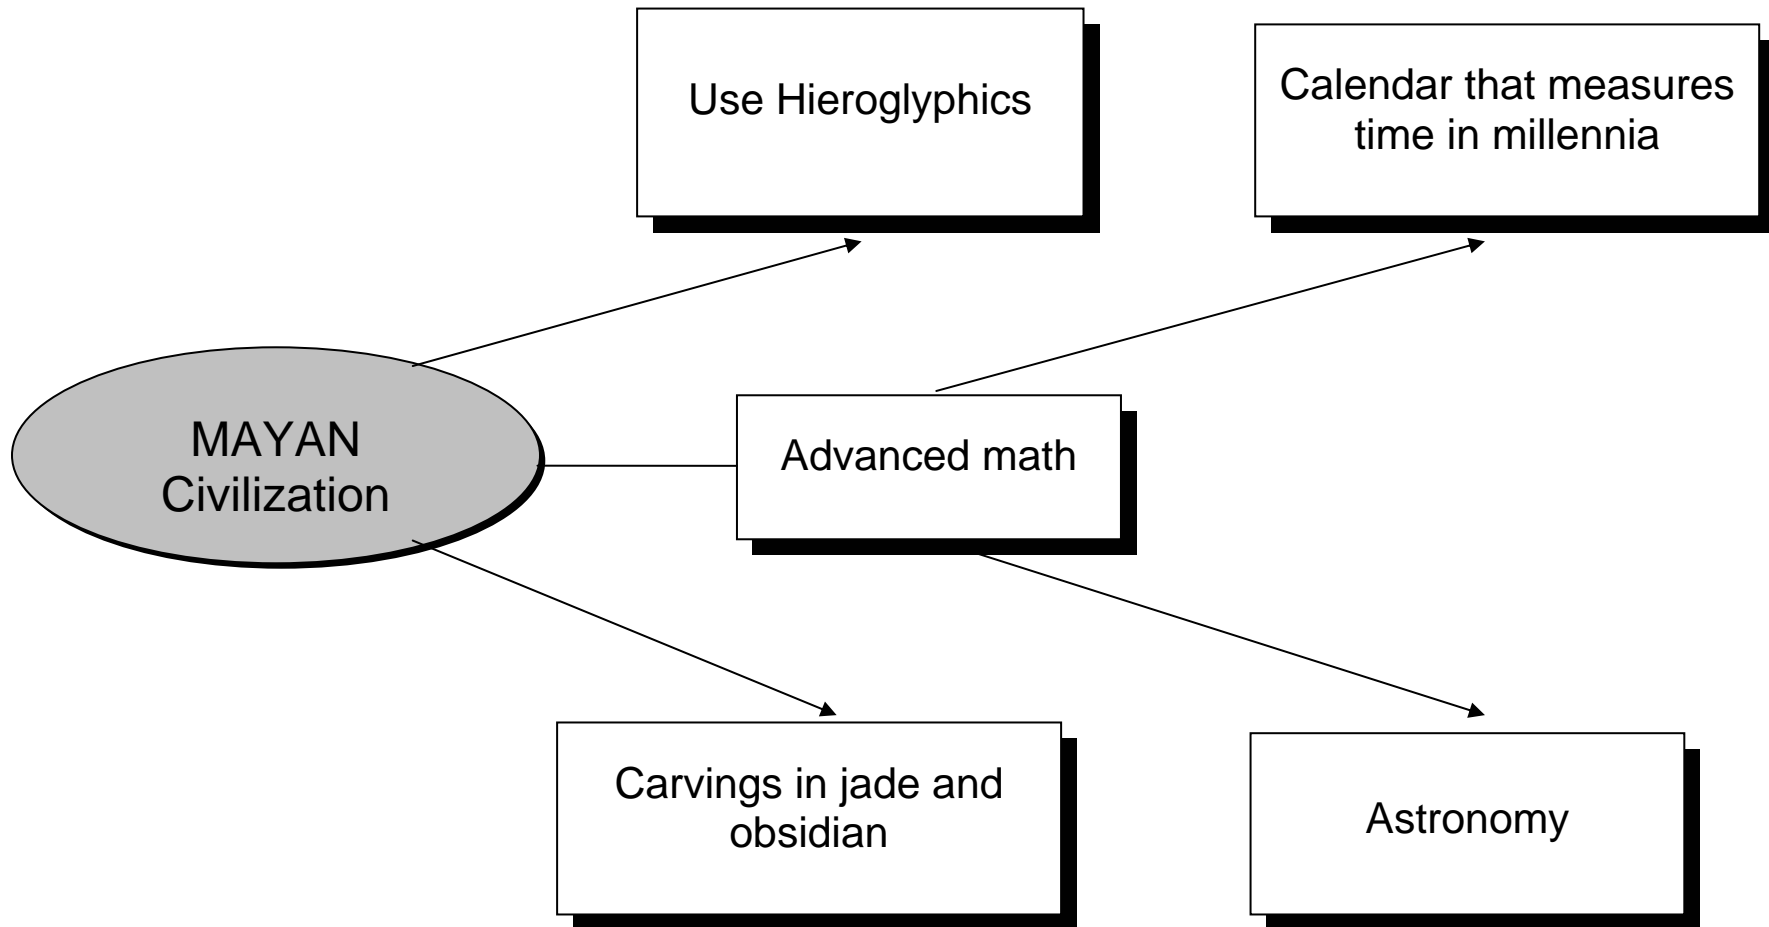 Use Hieroglyphics
Calendar that measures
time in millennia
MAYAN
Civilization
Advanced math
Carvings in jade and
obsidian
Astronomy